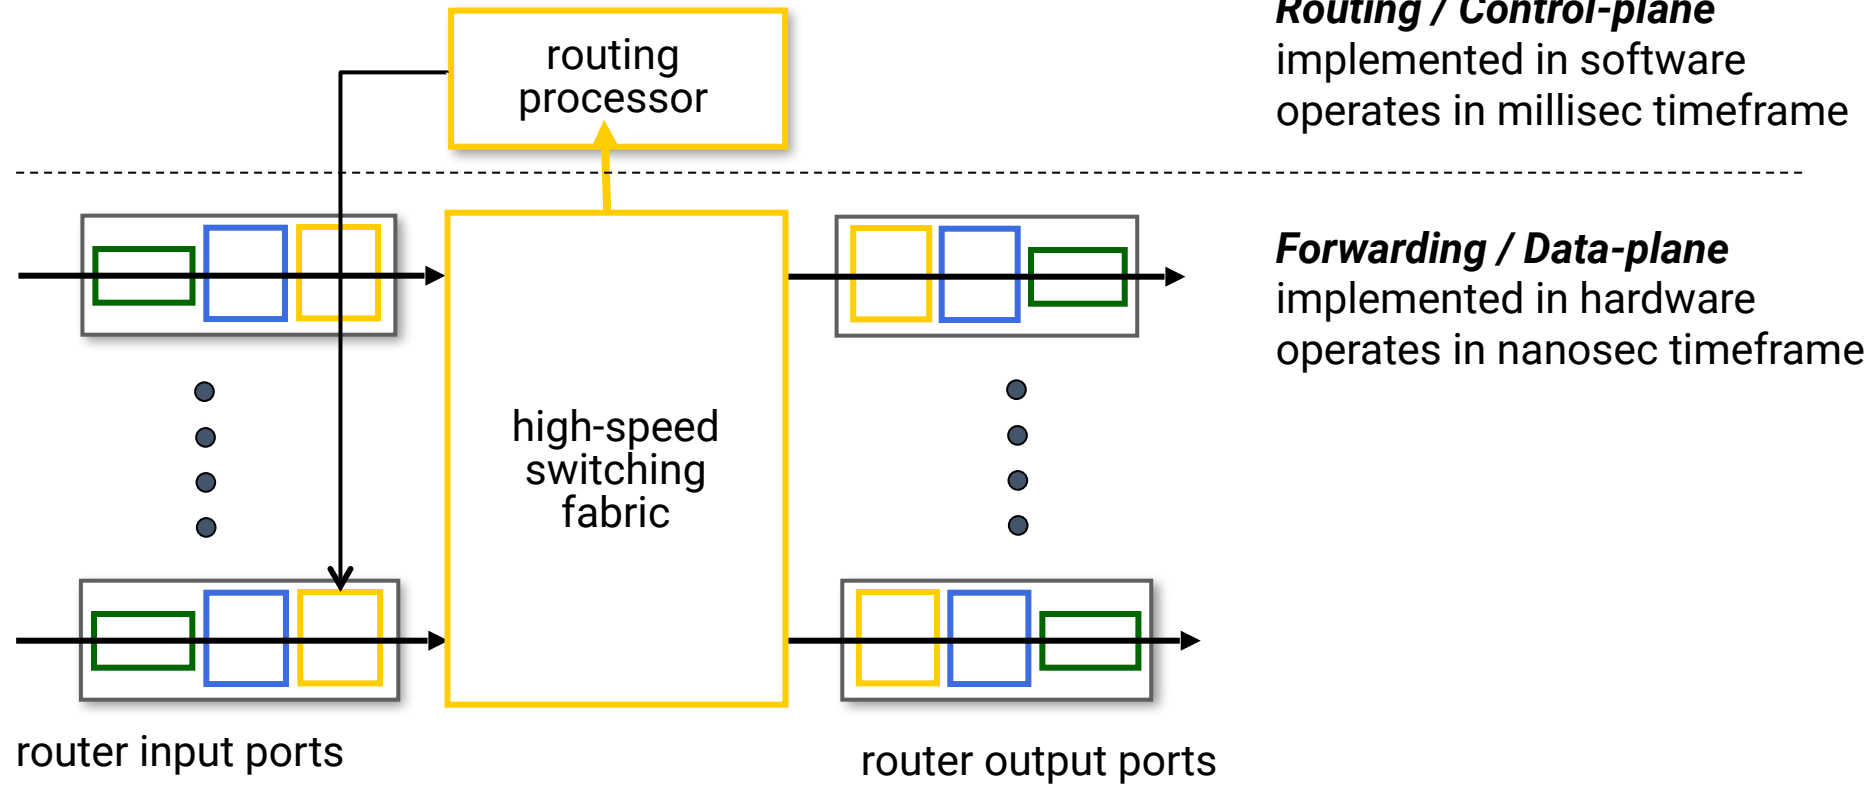 routing
processor
Routing / Control-plane
implemented in software
operates in millisec timeframe
Forwarding / Data-plane
implemented in hardware
operates in nanosec timeframe
high-speed
switching
fabric
router input ports
router output ports